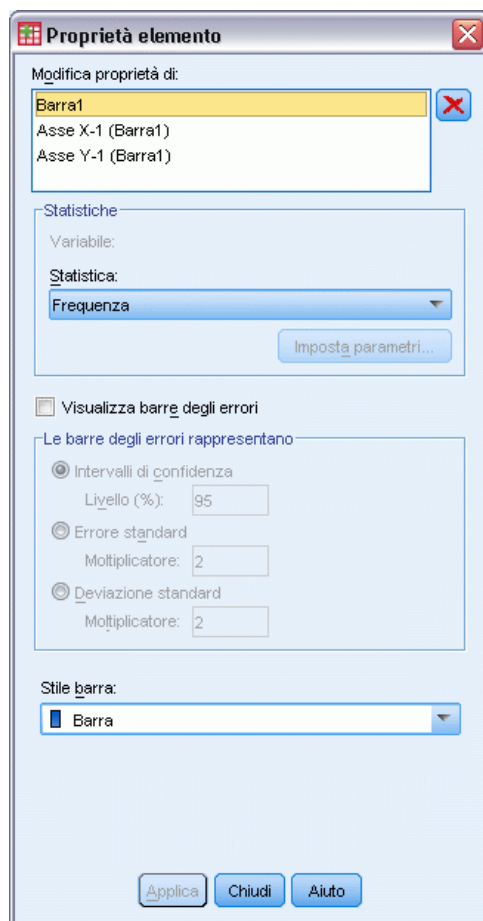 Proprietà elemento
Modifica proprietà di:
Barra1
Asse X-1 (Barra1)
Asse Y-1 (Barra1)
Statistiche
Variabile:
Statistica:
Frequenza
Imposta parametri...
Visualizza barre degli errori
Le barre degli errori rappresentano
Intervalli di confidenza
Livello (%): 95
Errore standard
Moltiplicatore: 2
Deviazione standard
Moltiplicatore: 2
Stile barra:
Barra
Applica Chiudi Aiuto